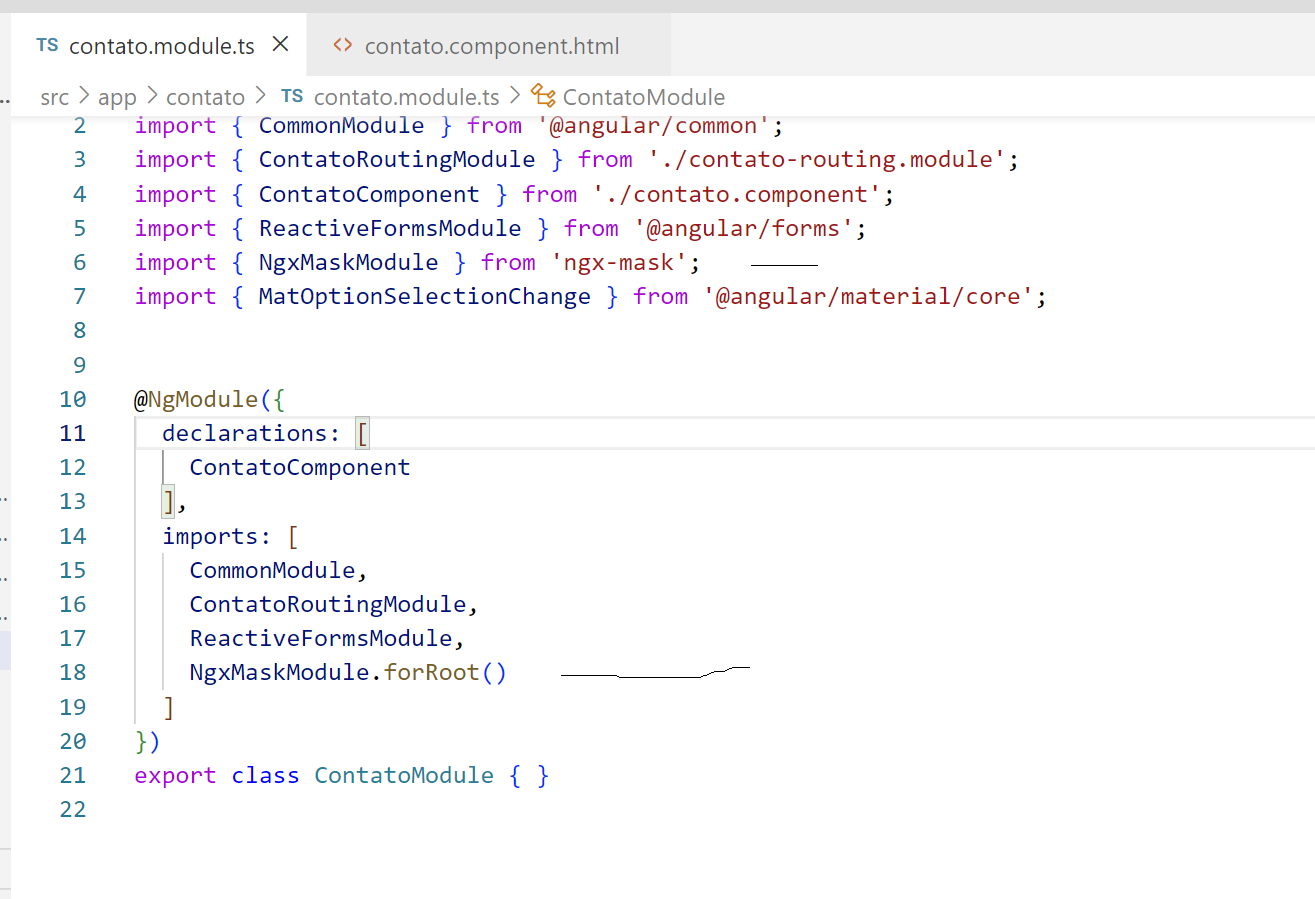 TS contato.module.ts × <> contato.component.html
src > app > contato > TS contato.module.ts > ContatoModule
2 import { CommonModule } from '@angular/common';
3 import { ContatoRoutingModule } from './contato-routing.module';
4 import { ContatoComponent } from './contato.component';
5 import { ReactiveFormsModule } from '@angular/forms';
6 import { NgxMaskModule } from 'ngx-mask';
7 import { MatOptionSelectionChange } from '@angular/material/core';
8
9
10 @NgModule({
11   declarations: [
12     ContatoComponent
13   ],
14   imports: [
15     CommonModule,
16     ContatoRoutingModule,
17     ReactiveFormsModule,
18     NgxMaskModule.forRoot()
19   ]
20 })
21 export class ContatoModule { }
22